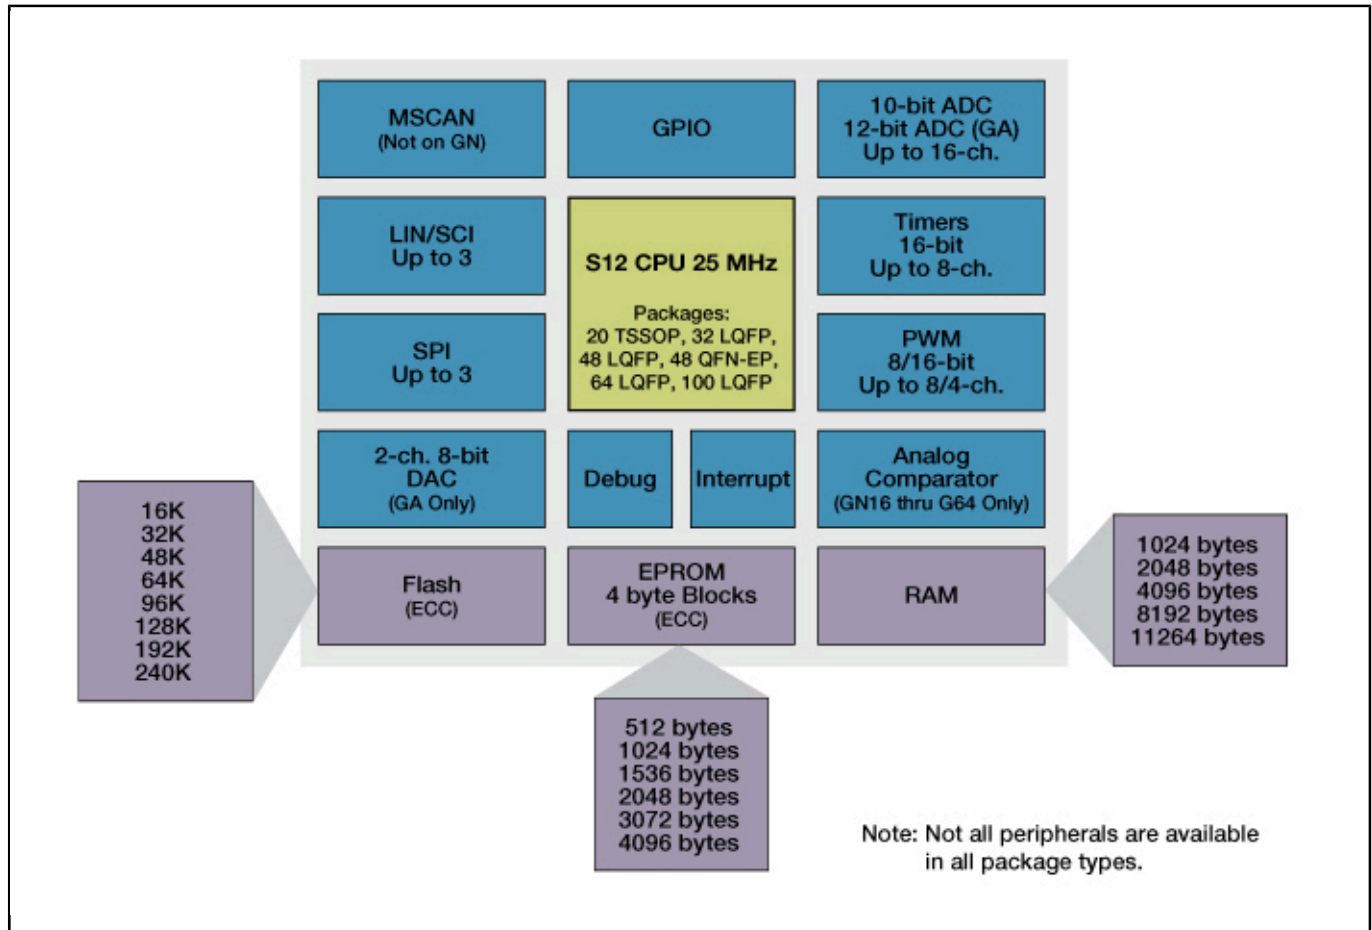 MSCAN
(Not on GN)
GPIO
10-bit ADC
12-bit ADC (GA)
Up to 16-ch.
LIN/SCI
Up to 3
S12 CPU 25 MHz
Packages:
20 TSSOP, 32 LQFP,
48 LQFP, 48 QFN-EP,
64 LQFP, 100 LQFP
Timers
16-bit
Up to 8-ch.
SPI
Up to 3
PWM
8/16-bit
Up to 8/4-ch.
2-ch. 8-bit
DAC
(GA Only)
Debug
Interrupt
Analog
Comparator
(GN16 thru G64 Only)
Flash
(ECC)
EPROM
4 byte Blocks
(ECC)
RAM
16K
32K
48K
64K
96K
128K
192K
240K
512 bytes
1024 bytes
1536 bytes
2048 bytes
3072 bytes
4096 bytes
1024 bytes
2048 bytes
4096 bytes
8192 bytes
11264 bytes
Note: Not all peripherals are available
in all package types.